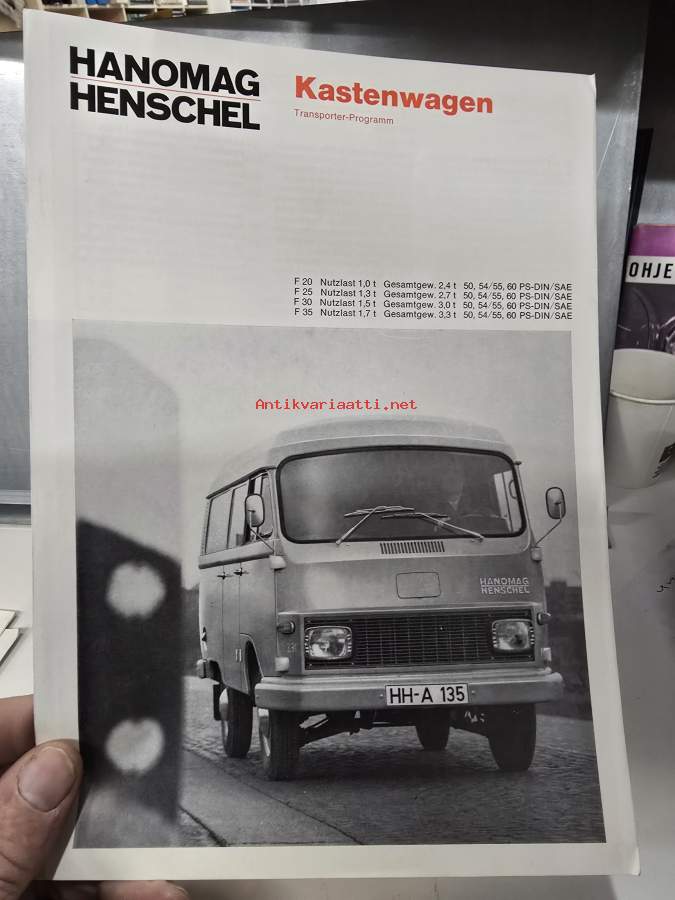 HANOMAG
HENSCHEL
Kastenwagen
Transporter-Programm
F 20 Nutzlast 1,0 t Gesamtgew. 2,4 t 50, 54/55, 60 PS-DIN/SAE
F 25 Nutzlast 1,3 t Gesamtgew. 2,7 t 50, 54/55, 60 PS-DIN/SAE
F 30 Nutzlast 1,5 t Gesamtgew. 3,0 t 50, 54/55, 60 PS-DIN/SAE
F 35 Nutzlast 1,7 t Gesamtgew. 3,3 t 50, 54/55, 60 PS-DIN/SAE
OHJE
Antikvariaatti.net
HANOMAG
HENSCHEL
HH-A 135